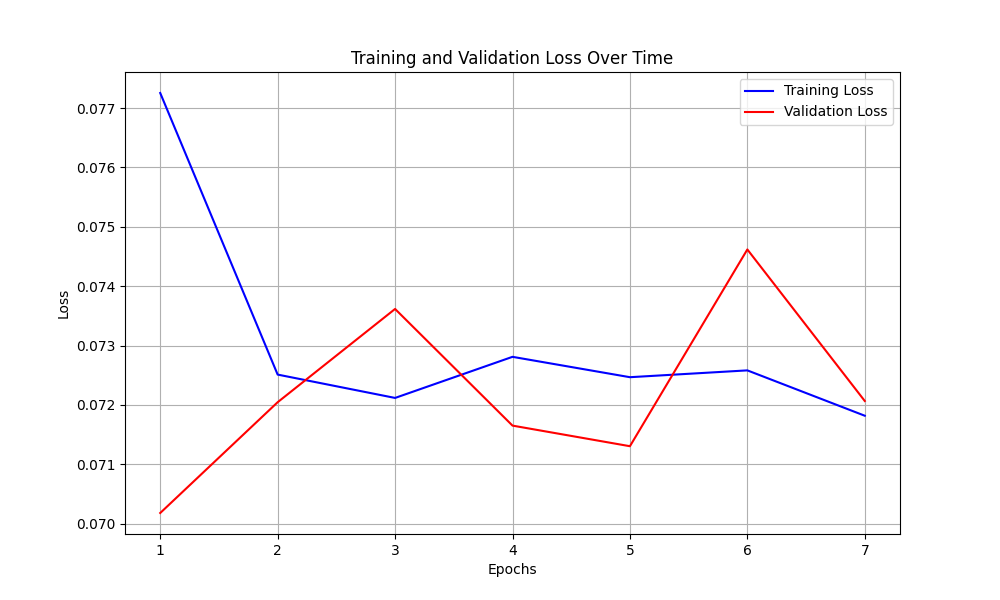 Training and Validation Loss Over Time
Training Loss
Validation Loss
0.077
0.076
0.075
0.074
0.073
0.072
0.071
0.070
Loss
1 2 3 4 5 6 7
Epochs